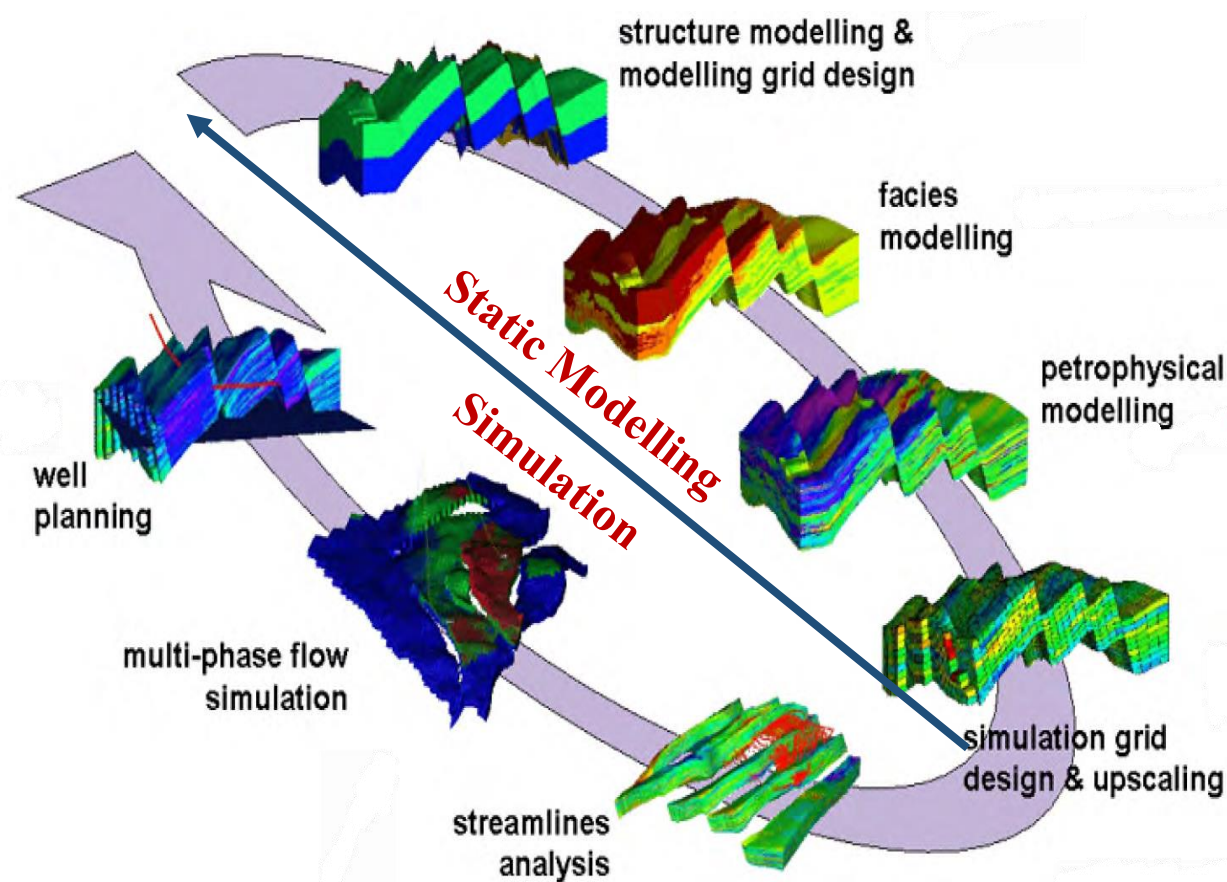 structure modelling &
modelling grid design
facies
modelling
petrophysical
modelling
simulation grid
design & upscaling
streamlines
analysis
multi-phase flow
simulation
well
planning
Static Modelling
Simulation